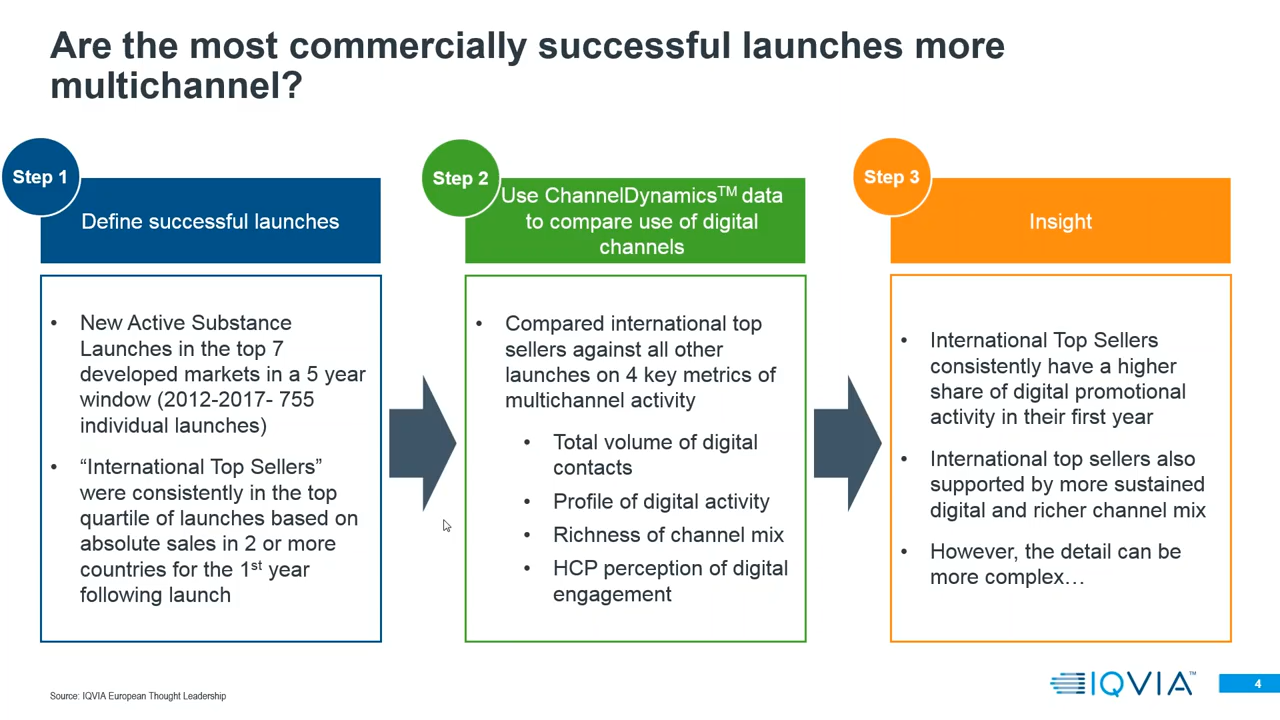 Are the most commercially successful launches more
multichannel?
Step 1
Define successful launches
• New Active Substance
Launches in the top 7
developed markets in a 5 year
window (2012-2017- 755
individual launches)
• “International Top Sellers”
were consistently in the top
quartile of launches based on
absolute sales in 2 or more
countries for the 1st year
following launch
Step 2
Use ChannelDynamicsTM data
to compare use of digital
channels
• Compared international top
sellers against all other
launches on 4 key metrics of
multichannel activity
• Total volume of digital
contacts
• Profile of digital activity
• Richness of channel mix
• HCP perception of digital
engagement
Step 3
Insight
• International Top Sellers
consistently have a higher
share of digital promotional
activity in their first year
• International top sellers also
supported by more sustained
digital and richer channel mix
• However, the detail can be
more complex…
Source: IQVIA European Thought Leadership
IQVIA™
4